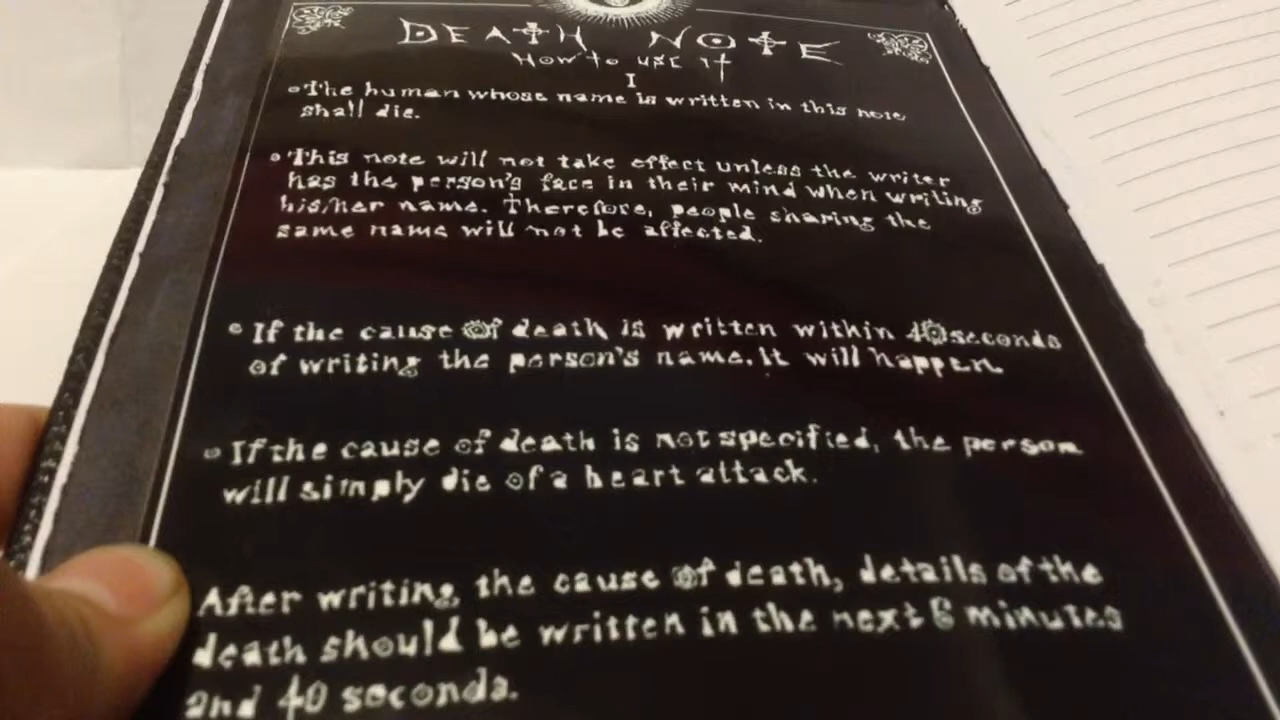 DEATH NOTE
How to use it
I
The human whose name is written in this note
shall die.
This note will not take effect unless the writer
has the person's face in their mind when writing
his/her name. Therefore, people sharing the
same name will not be affected.
If the cause of death is written within 40 seconds
of writing the person's name, it will happen.
If the cause of death is not specified, the person
will simply die of a heart attack.
After writing the cause of death, details of the
death should be written in the next 6 minutes
and 40 seconds.